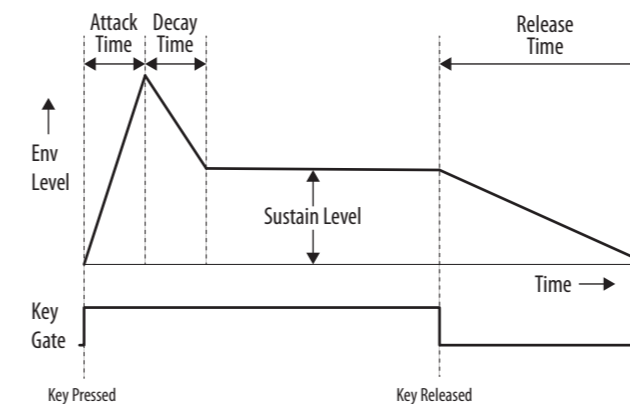 Attack
Time
Decay
Time
Release
Time
Env
Level
Sustain Level
Time
Key
Gate
Key Pressed
Key Released